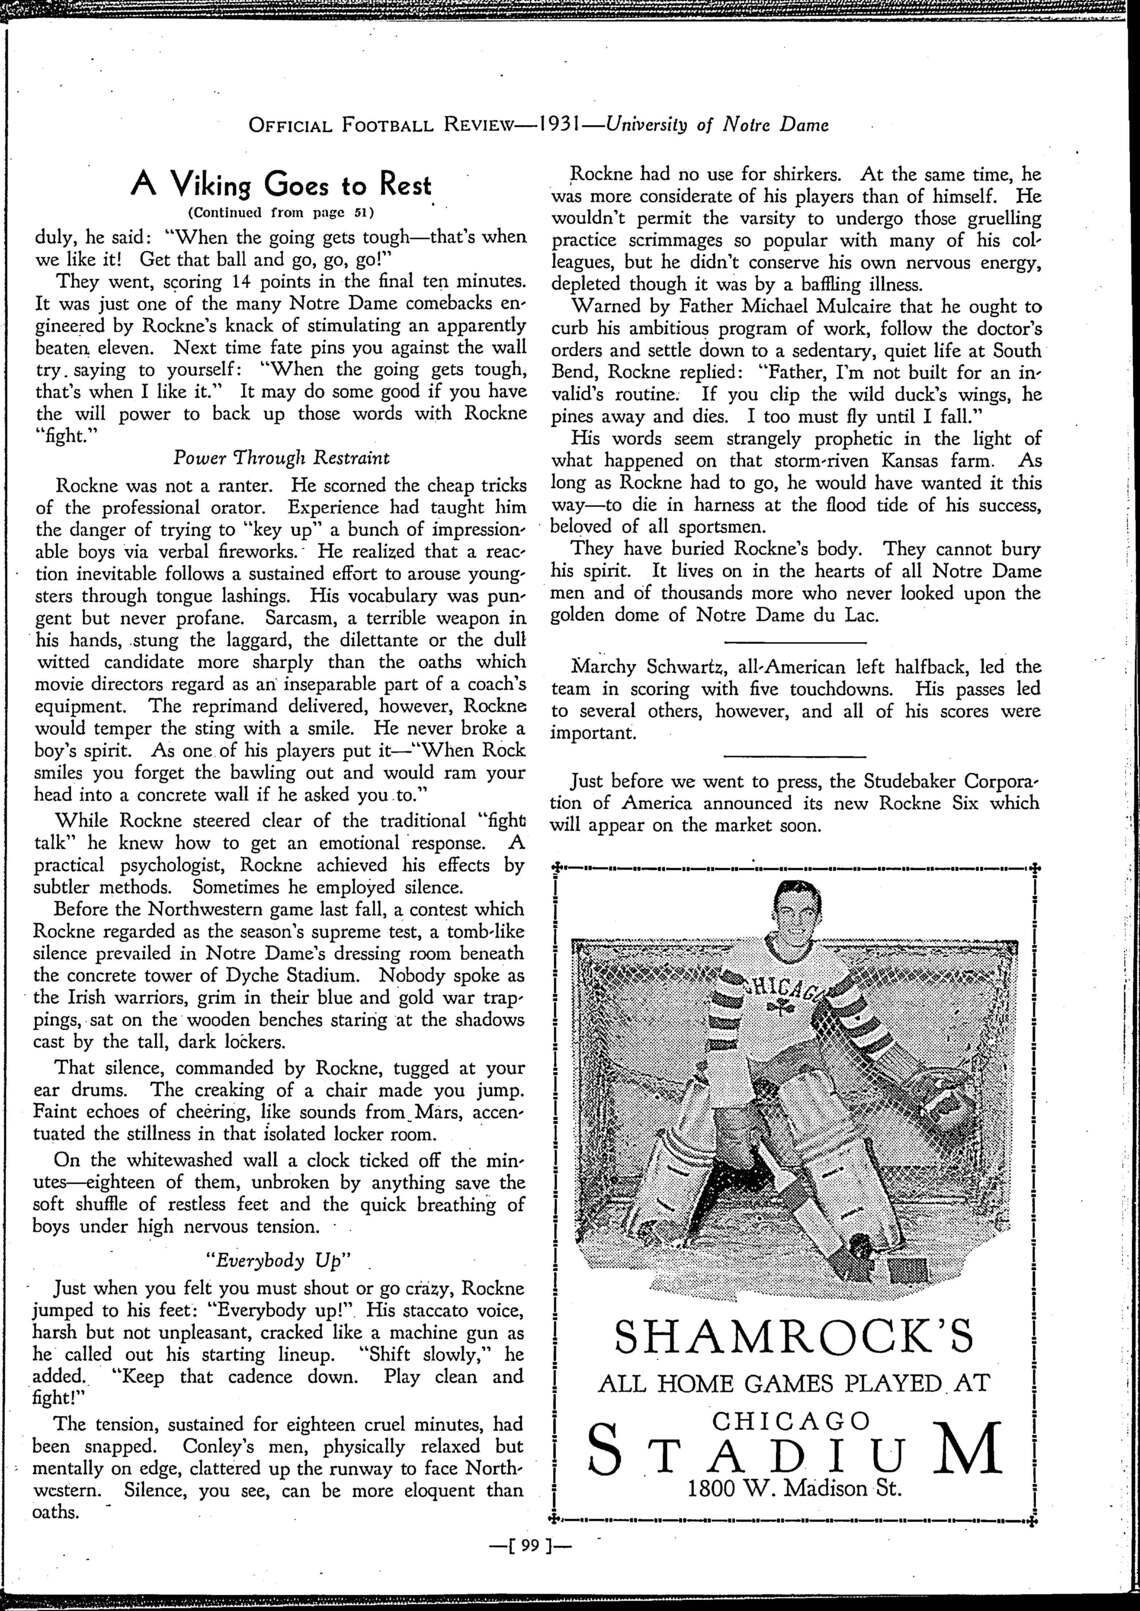 OFFICIAL FOOTBALL REVIEW—1931—University of Notre Dame
A Viking Goes to Rest
(Continued from page 51)
duly, he said: "When the going gets tough—that's when
we like it! Get that ball and go, go, go!"
They went, scoring 14 points in the final ten minutes.
It was just one of the many Notre Dame comebacks en-
gineered by Rockne's knack of stimulating an apparently
beaten eleven. Next time fate pins you against the wall
try saying to yourself: "When the going gets tough,
that's when I like it." It may do some good if you have
the will power to back up those words with Rockne
"fight."
Power Through Restraint
Rockne was not a ranter. He scorned the cheap tricks
of the professional orator. Experience had taught him
the danger of trying to "key up" a bunch of impression-
able boys via verbal fireworks. He realized that a reac-
tion inevitable follows a sustained effort to arouse young-
sters through tongue lashings. His vocabulary was pun-
gent but never profane. Sarcasm, a terrible weapon in
his hands, stung the laggard, the dilettante or the dull
witted candidate more sharply than the oaths which
movie directors regard as an inseparable part of a coach's
equipment. The reprimand delivered, however, Rockne
would temper the sting with a smile. He never broke a
boy's spirit. As one of his players put it—"When Rock
smiles you forget the bawling out and would ram your
head into a concrete wall if he asked you to."
While Rockne steered clear of the traditional "fight
talk" he knew how to get an emotional response. A
practical psychologist, Rockne achieved his effects by
subtler methods. Sometimes he employed silence.
Before the Northwestern game last fall, a contest which
Rockne regarded as the season's supreme test, a tomb-like
silence prevailed in Notre Dame's dressing room beneath
the concrete tower of Dyche Stadium. Nobody spoke as
the Irish warriors, grim in their blue and gold war trap-
pings, sat on the wooden benches staring at the shadows
cast by the tall, dark lockers.
That silence, commanded by Rockne, tugged at your
ear drums. The creaking of a chair made you jump.
Faint echoes of cheering, like sounds from Mars, accen-
tuated the stillness in that isolated locker room.
On the whitewashed wall a clock ticked off the min-
utes—eighteen of them, unbroken by anything save the
soft shuffle of restless feet and the quick breathing of
boys under high nervous tension.
"Everybody Up"
Just when you felt you must shout or go crazy, Rockne
jumped to his feet: "Everybody up!" His staccato voice,
harsh but not unpleasant, cracked like a machine gun as
he called out his starting lineup. "Shift slowly," he
added. "Keep that cadence down. Play clean and
fight!"
The tension, sustained for eighteen cruel minutes, had
been snapped. Conley's men, physically relaxed but
mentally on edge, clattered up the runway to face North-
western. Silence, you see, can be more eloquent than
oaths.
Rockne had no use for shirkers. At the same time, he
was more considerate of his players than of himself. He
wouldn't permit the varsity to undergo those gruelling
practice scrimmages so popular with many of his col-
leagues, but he didn't conserve his own nervous energy,
depleted though it was by a baffling illness.
Warned by Father Michael Mulcaire that he ought to
curb his ambitious program of work, follow the doctor's
orders and settle down to a sedentary, quiet life at South
Bend, Rockne replied: "Father, I'm not built for an in-
valid's routine. If you clip the wild duck's wings, he
pines away and dies. I too must fly until I fall."
His words seem strangely prophetic in the light of
what happened on that storm-riven Kansas farm. As
long as Rockne had to go, he would have wanted it this
way—to die in harness at the flood tide of his success,
beloved of all sportsmen.
They have buried Rockne's body. They cannot bury
his spirit. It lives on in the hearts of all Notre Dame
men and of thousands more who never looked upon the
golden dome of Notre Dame du Lac.
Marchy Schwartz, all-American left halfback, led the
team in scoring with five touchdowns. His passes led
to several others, however, and all of his scores were
important.
Just before we went to press, the Studebaker Corpora-
tion of America announced its new Rockne Six which
will appear on the market soon.
CHICAGO
SHAMROCK'S
ALL HOME GAMES PLAYED AT
CHICAGO
STADIUM
1800 W. Madison St.
—[ 99 ]—